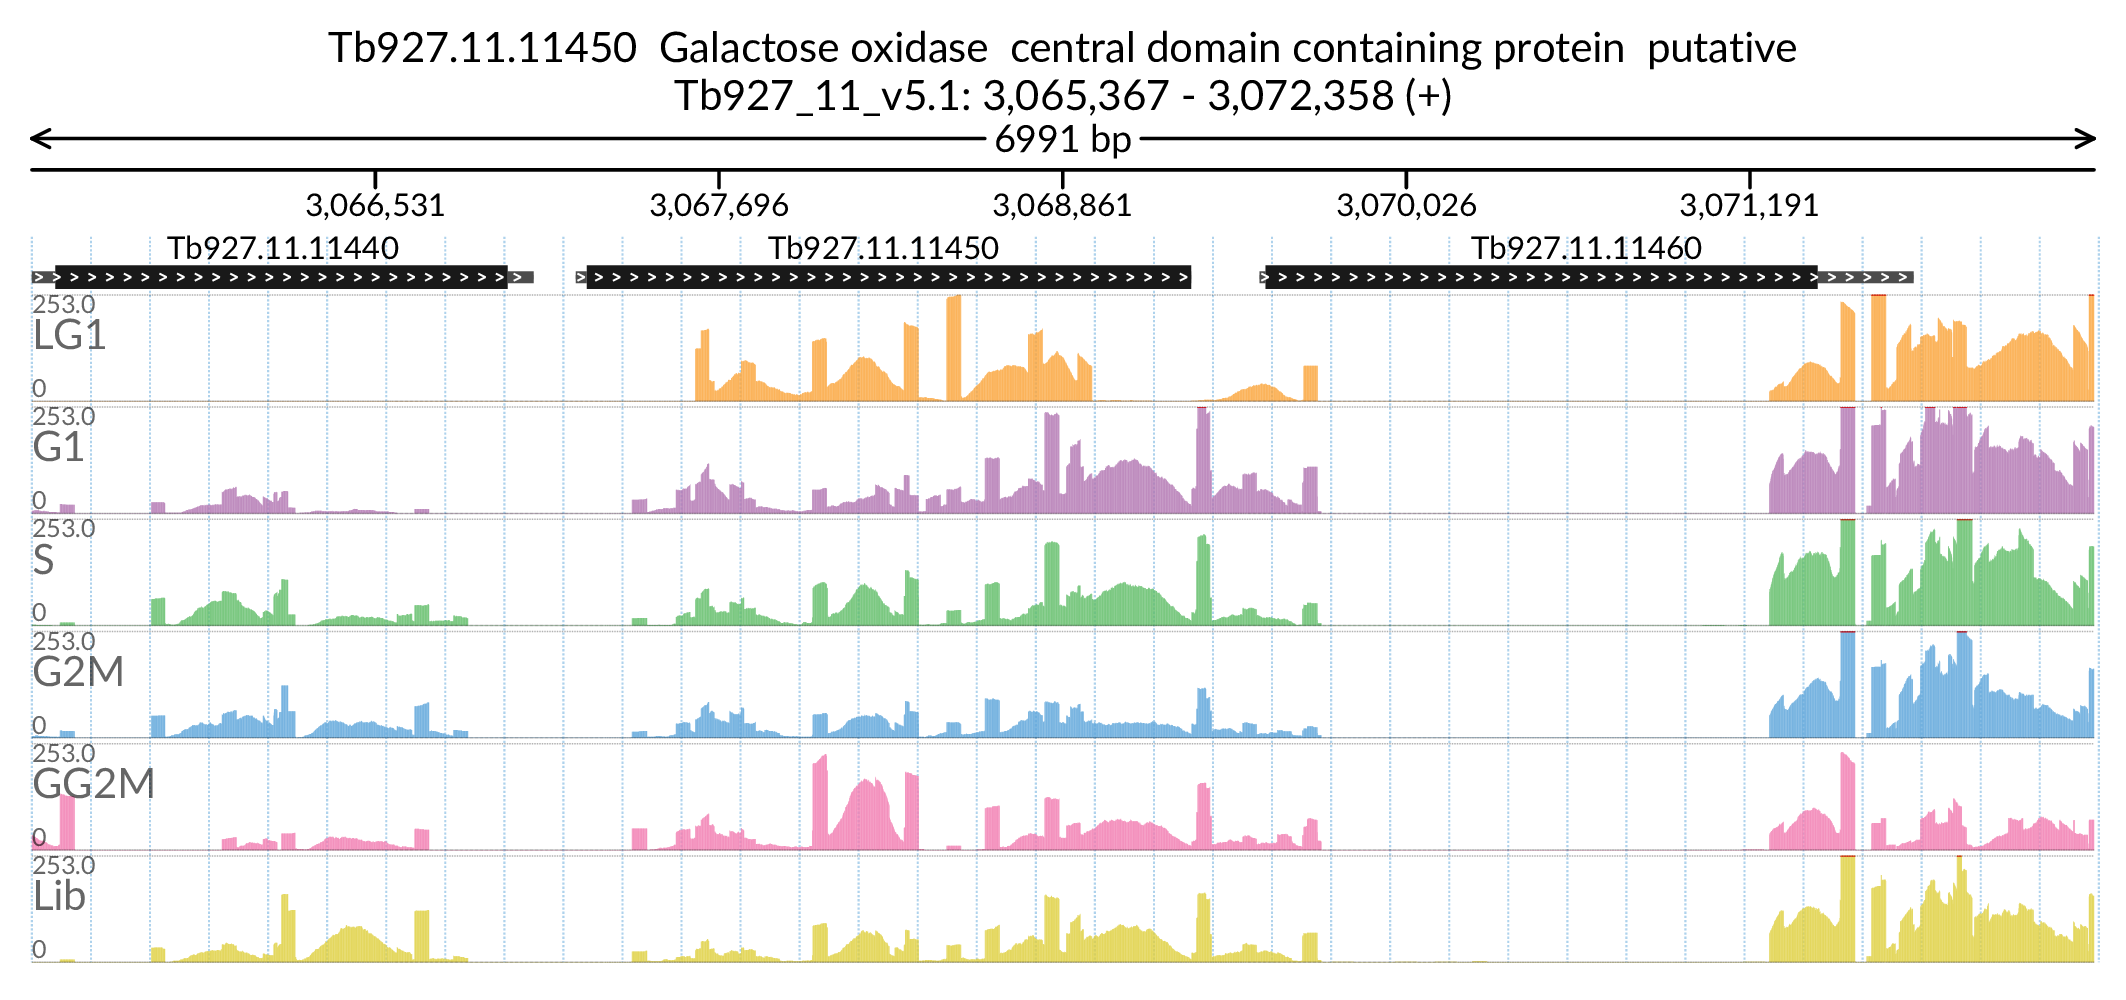 Tb927.11.11450  Galactose oxidase  central domain containing protein  putative
Tb927_11_v5.1: 3,065,367 - 3,072,358 (+)
6991 bp
3,066,531 3,067,696 3,068,861 3,070,026 3,071,191
Tb927.11.11440 Tb927.11.11450 Tb927.11.11460
253.0
LG1
0
253.0
G1
0
253.0
S
0
253.0
G2M
0
253.0
GG2M
0
253.0
Lib
0